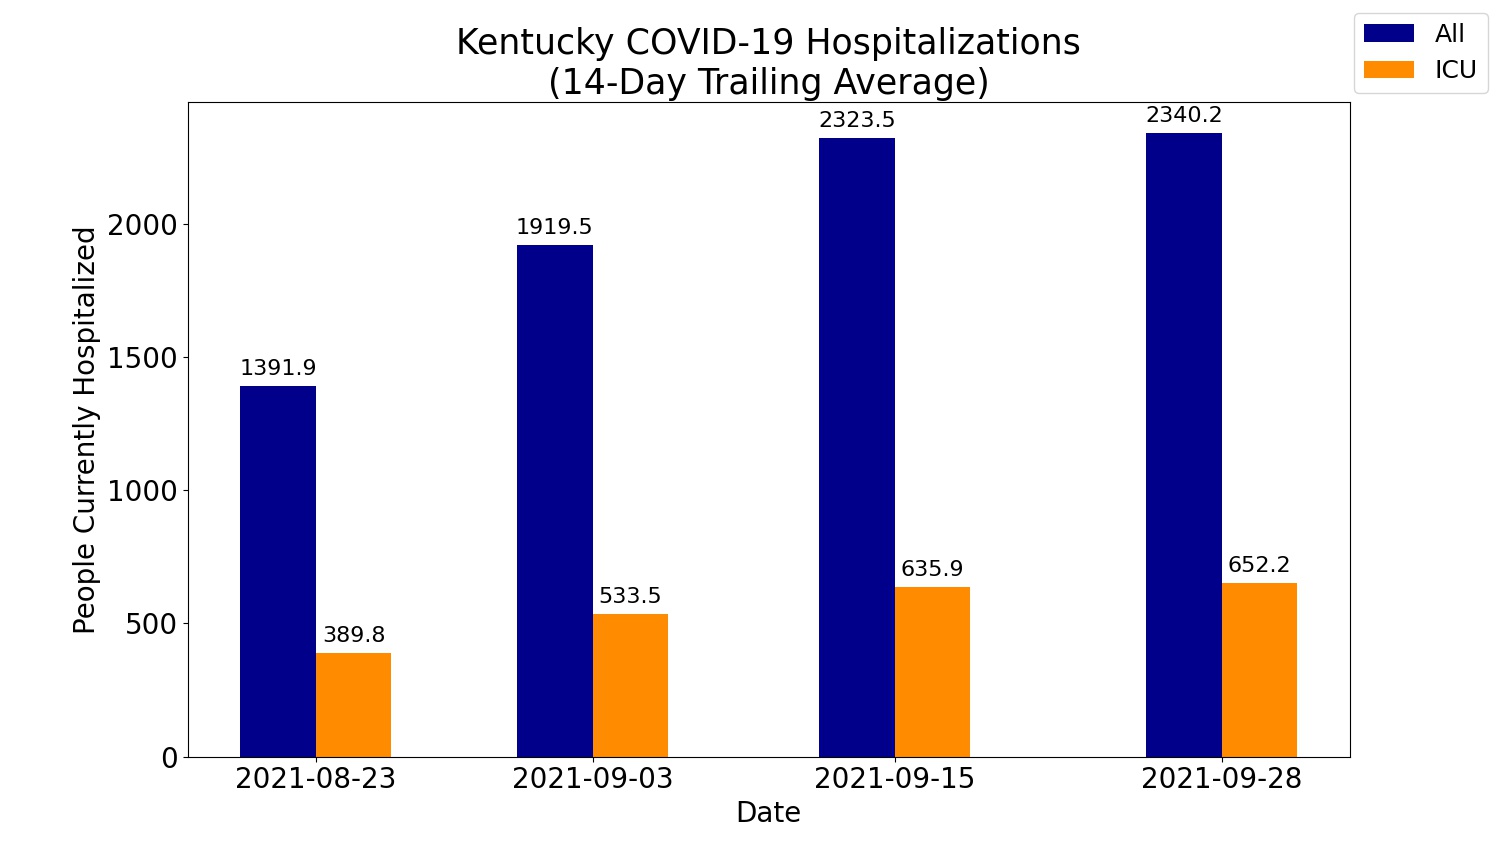 Kentucky COVID-19 Hospitalizations
(14-Day Trailing Average)
All
ICU
People Currently Hospitalized
2000
1500
1000
500
0
1391.9
389.8
1919.5
533.5
2323.5
635.9
2340.2
652.2
2021-08-23
2021-09-03
2021-09-15
2021-09-28
Date